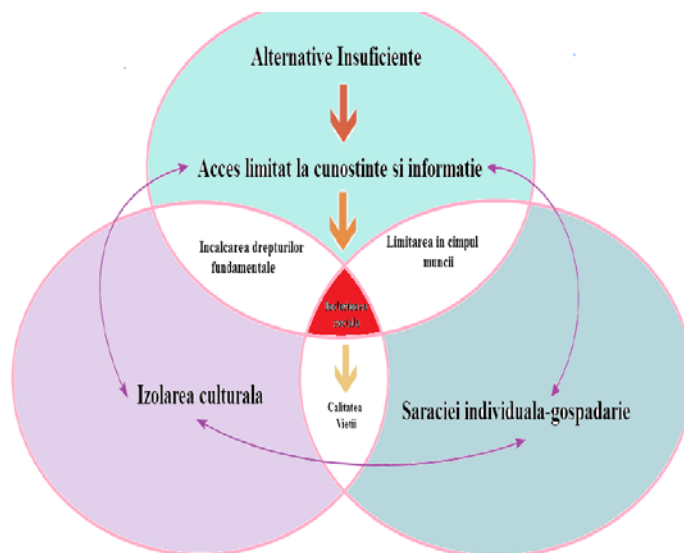 Alternative Insuficiente
Acces limitat la cunostinte si informatie
Incalcarea drepturilor
fundamentale
Limitarea in cimpul
muncii
sociala
Izolarea culturala
Calitatea
Vietii
Saraciei individuala-gospadarie